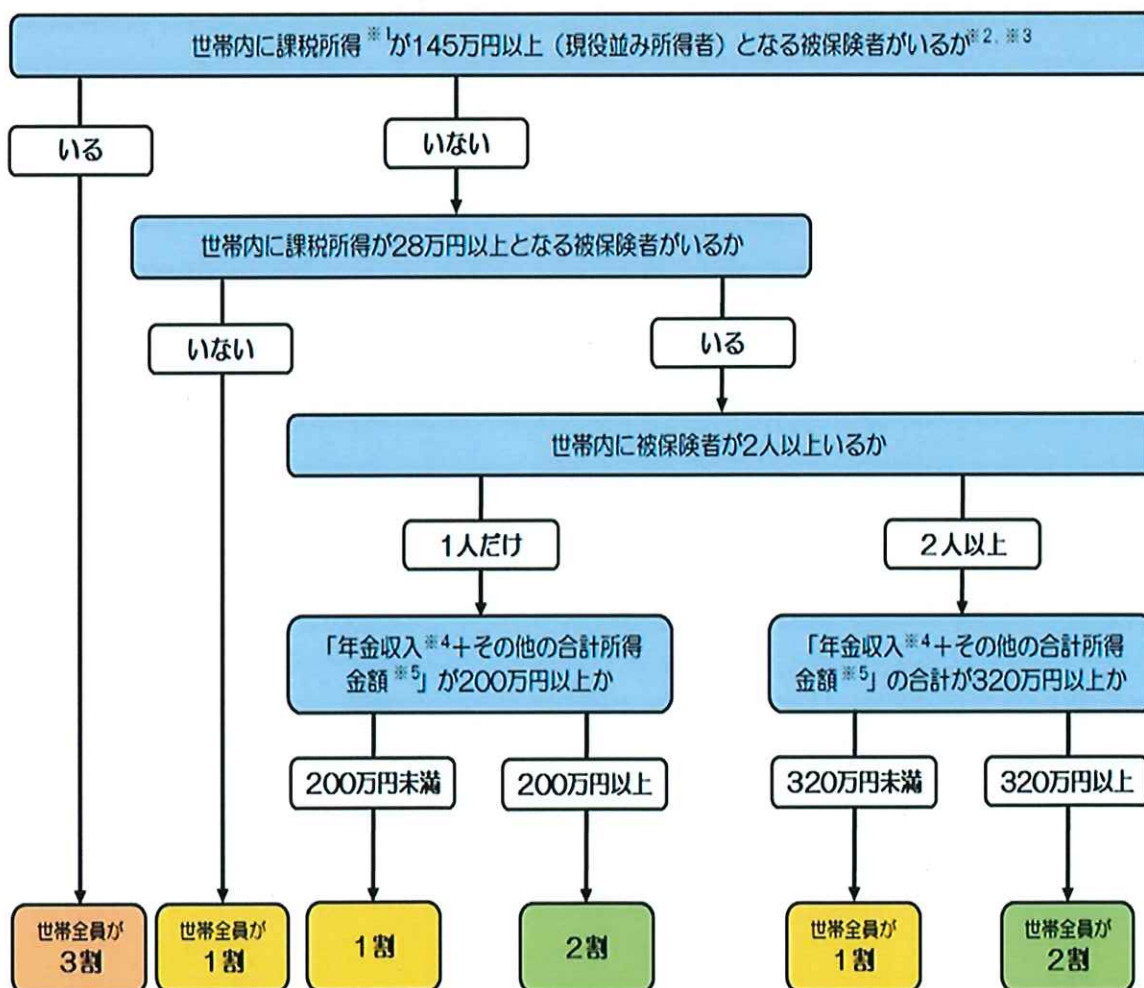 世帯内に課税所得※1が145万円以上（現役並み所得者）となる被保険者がいるか※2、※3
いる
いない
世帯内に課税所得が28万円以上となる被保険者がいるか
いない
いる
世帯内に被保険者が2人以上いるか
1人だけ
2人以上
「年金収入※4＋その他の合計所得
金額※5」が200万円以上か
「年金収入※4＋その他の合計所得
金額※5」の合計が320万円以上か
200万円未満
200万円以上
320万円未満
320万円以上
世帯全員が
3割
世帯全員が
1割
1割
2割
世帯全員が
1割
世帯全員が
2割